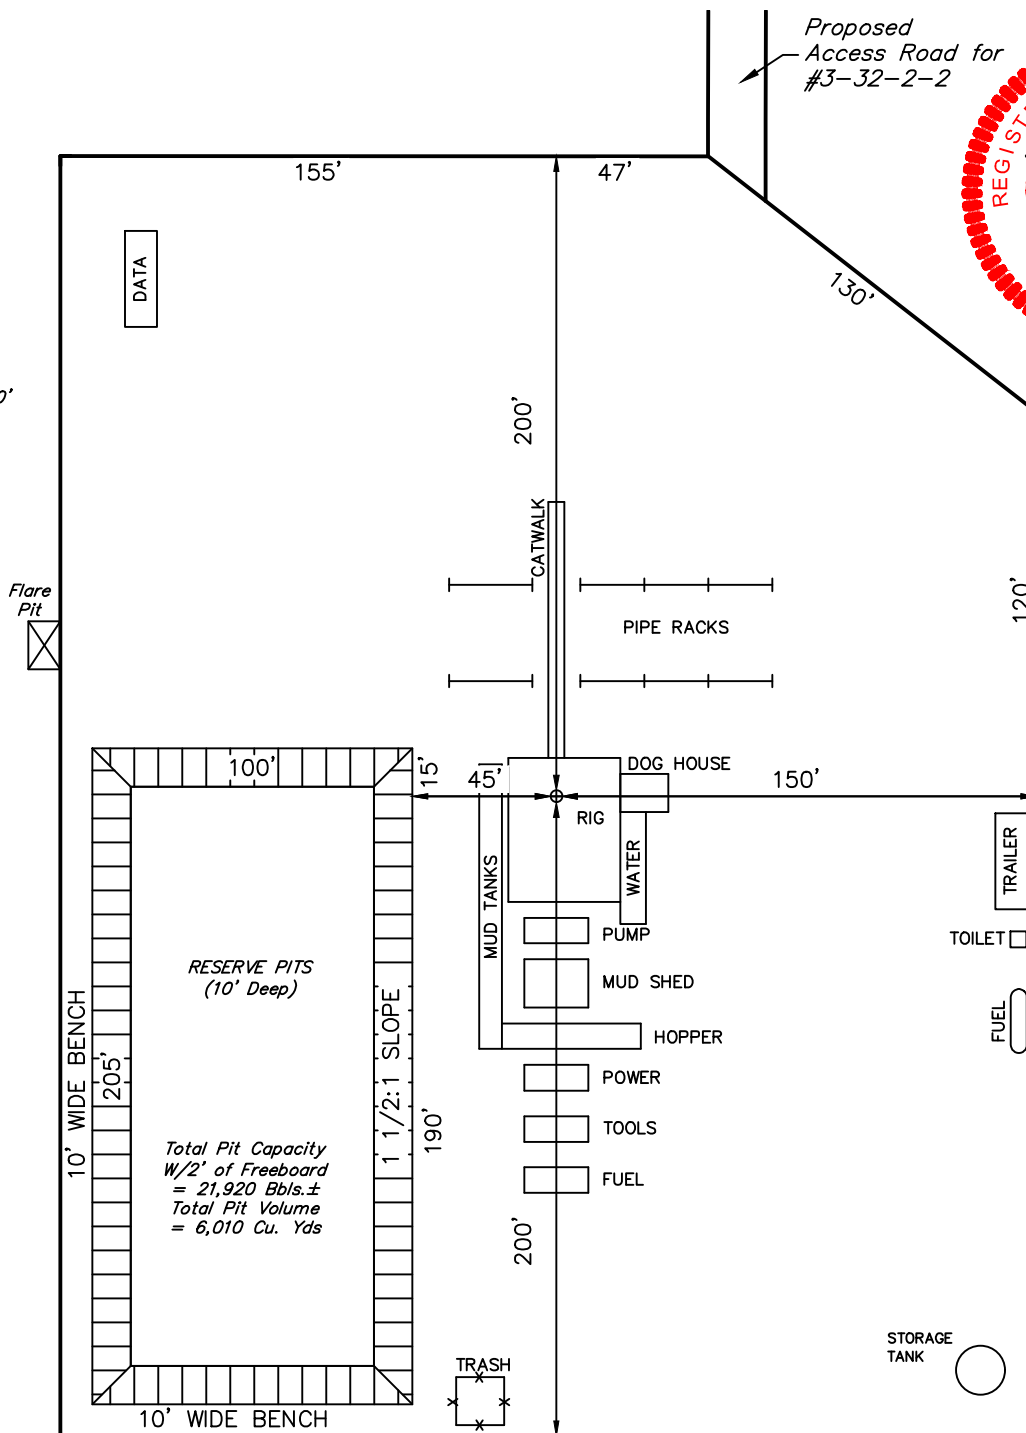 Proposed
Access Road for
#3-32-2-2
155'
47'
DATA
130'
0'
200'
CATWALK
Flare
Pit
PIPE RACKS
120'
100'
15'
45'
DOG HOUSE
150'
RIG
MUD TANKS
WATER
TRAILER
PUMP
TOILET
RESERVE PITS
(10' Deep)
MUD SHED
HOPPER
FUEL
10' WIDE BENCH
205'
1 1/2:1 SLOPE
190'
POWER
TOOLS
Total Pit Capacity
W/2' of Freeboard
= 21,920 Bbls.±
Total Pit Volume
= 6,010 Cu. Yds
FUEL
200'
STORAGE
TANK
TRASH
10' WIDE BENCH